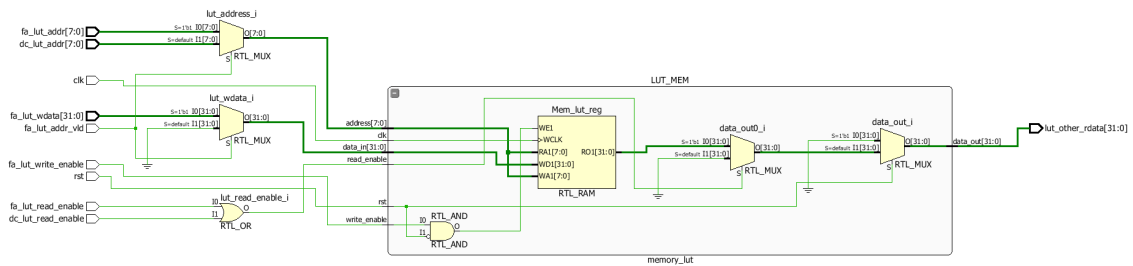 lut_address_i
fa_lut_addr[7:0]
dc_lut_addr[7:0]
S=1'b1 I0[7:0]
S=default I1[7:0]
O[7:0]
S
RTL_MUX
clk
lut_wdata_i
fa_lut_wdata[31:0]
fa_lut_addr_vld
S=1'b1 I0[31:0]
S=default I1[31:0]
O[31:0]
S
RTL_MUX
fa_lut_write_enable
rst
fa_lut_read_enable
dc_lut_read_enable
lut_read_enable_i
I0
I1
O
RTL_OR
LUT_MEM
address[7:0]
clk
data_in[31:0]
read_enable
rst
write_enable
Mem_lut_reg
WE1
WCLK
RA1[7:0]
WD1[31:0]
WA1[7:0]
RO1[31:0]
RTL_RAM
RTL_AND
I0
I1
O
RTL_AND
data_out0_i
S=1'b1 I0[31:0]
S=default I1[31:0]
O[31:0]
S
RTL_MUX
data_out_i
S=1'b1 I0[31:0]
S=default I1[31:0]
O[31:0]
S
RTL_MUX
data_out[31:0]
lut_other_rdata[31:0]
memory_lut